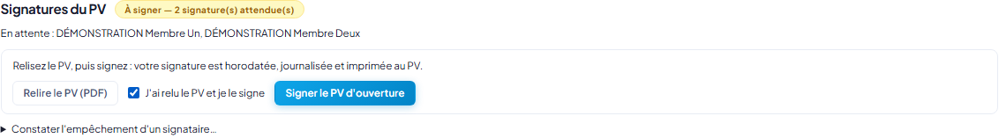 Signatures du PV À signer — 2 signature(s) attendue(s)
En attente : DÉMONSTRATION Membre Un, DÉMONSTRATION Membre Deux
Relisez le PV, puis signez : votre signature est horodatée, journalisée et imprimée au PV.
Relire le PV (PDF) J'ai relu le PV et je le signe Signer le PV d'ouverture
Constater l'empêchement d'un signataire...